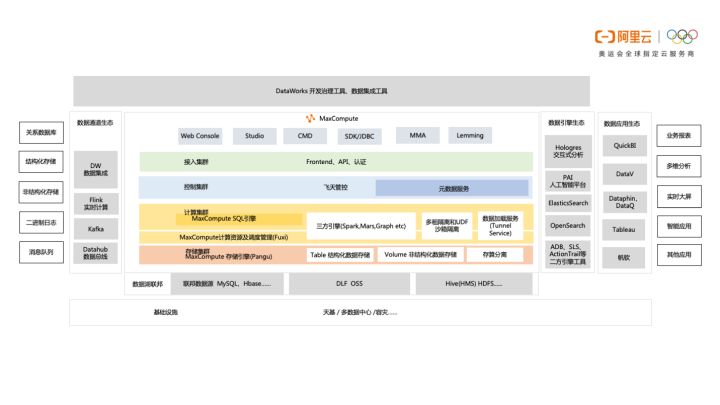 阿里云
奥运会全球指定云服务商
DataWorks 开发治理工具、数据集成工具
关系数据库
结构化存储
非结构化存储
二进制日志
消息队列
数据通道生态
DW
数据集成
Flink
实时计算
Kafka
Datahub
数据总线
MaxCompute
Web Console
Studio
CMD
SDK/JDBC
MMA
Lemming
接入集群
Frontend、API、认证
控制集群
飞天管控
元数据服务
计算集群
MaxCompute SQL引擎
三方引擎(Spark,Mars,Graph etc)
多租隔离和UDF
沙箱隔离
数据加载服务
(Tunnel
Service)
MaxCompute计算资源及调度管理(Fuxi)
存储集群
MaxCompute 存储引擎(Pangu)
Table 结构化数据存储
Volume 非结构化数据存储
存算分离
数据湖联邦
联邦数据源 MySQL、Hbase......
DLF OSS
Hive(HMS) HDFS......
数据引擎生态
Hologres
交互式分析
PAI
人工智能平台
ElasticsSearch
OpenSearch
ADB, SLS,
ActionTrail等
二方引擎工具
数据应用生态
QuickBI
DataV
Dataphin,
DataQ
Tableau
帆软
业务报表
多维分析
实时大屏
智能应用
其他应用
基础设施
天基 / 多数据中心 /容灾......